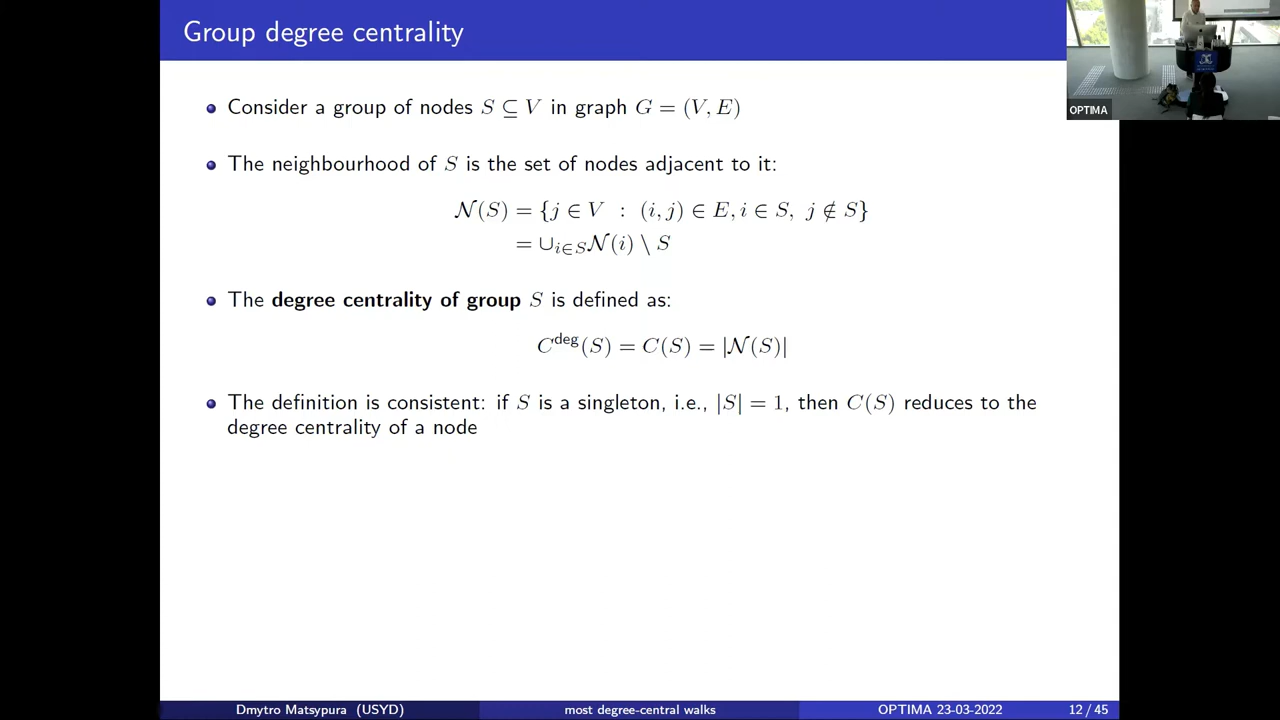 Group degree centrality
OPTIMA
Consider a group of nodes S ⊆ V in graph G = (V, E)
The neighbourhood of S is the set of nodes adjacent to it:
N(S) = {j ∈ V : (i, j) ∈ E, i ∈ S, j ∉ S}
= ∪i∈S N(i) \ S
The degree centrality of group S is defined as:
C^deg(S) = C(S) = |N(S)|
The definition is consistent: if S is a singleton, i.e., |S| = 1, then C(S) reduces to the
degree centrality of a node
Dmytro Matsypura (USYD) most degree-central walks OPTIMA 23-03-2022 12 / 45